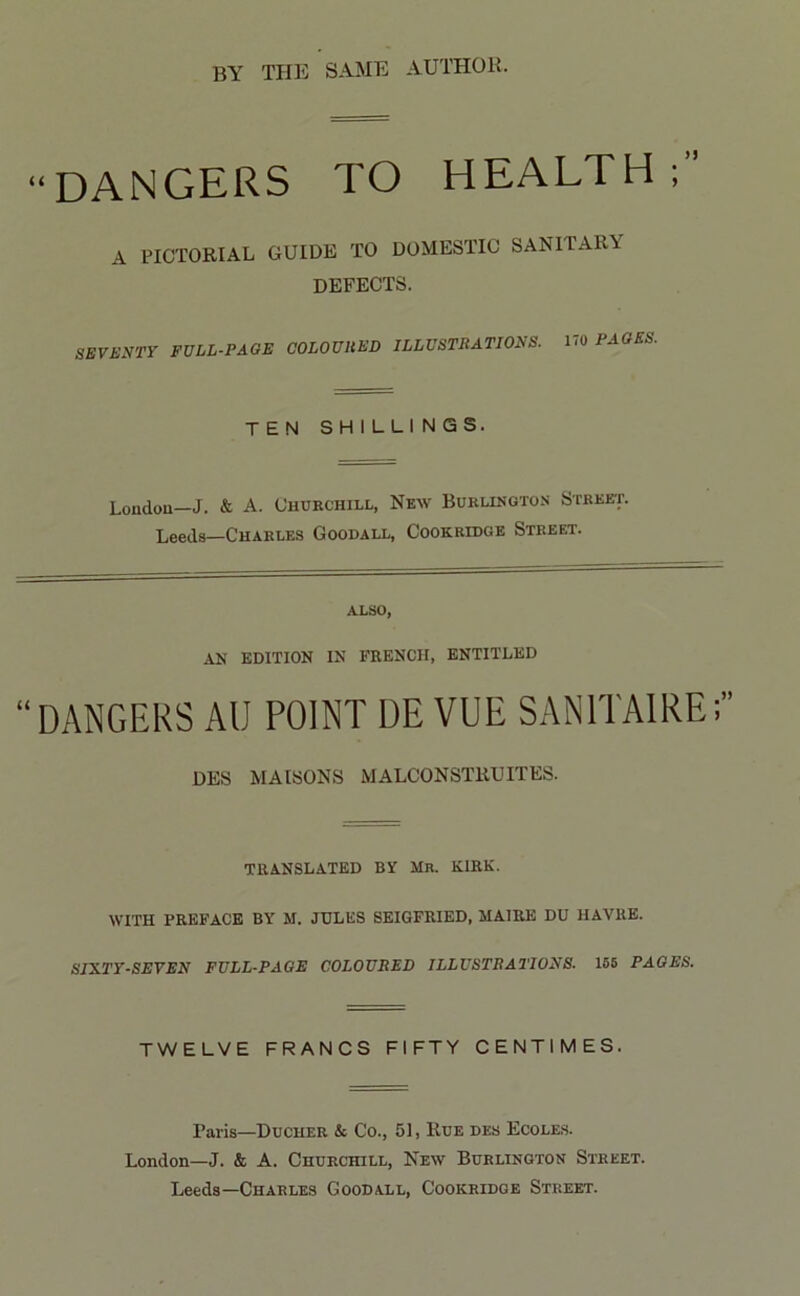 BY THE SAME AUTHOR.
“DANGERS TO HEALTH;”
A PICTORIAL GUIDE TO DOMESTIC SANITARY
DEFECTS.
SEVENTY FULL-PAGE COLOURED ILLUSTRATIONS. 170 PAGES.
TEN SHILLINGS.
London—J. & A. Churchill, New Burlington Street.
Leeds—Charles Goodall, Cookridge Street.
ALSO,
AN EDITION IN FRENCH, ENTITLED
“DANGERS AU POINT DE VUE SANITAIRE;”
DES MAISONS MALCONSTRUITES.
TRANSLATED BY Mr. KIRK.
WITH PREFACE BY M. JULES SEIGFRIED, MAIRE DU HAVRE.
SIXTY-SEVEN FULL-PAGE COLOURED ILLUSTRATIONS. 155 PAGES.
TWELVE FRANCS FIFTY CENTIMES.
Paris—Ducher & Co., 51, Rue des Ecoles.
London—J. & A. Churchill, New Burlington Street.
Leeds—Charles Goodall, Cookridge Street.